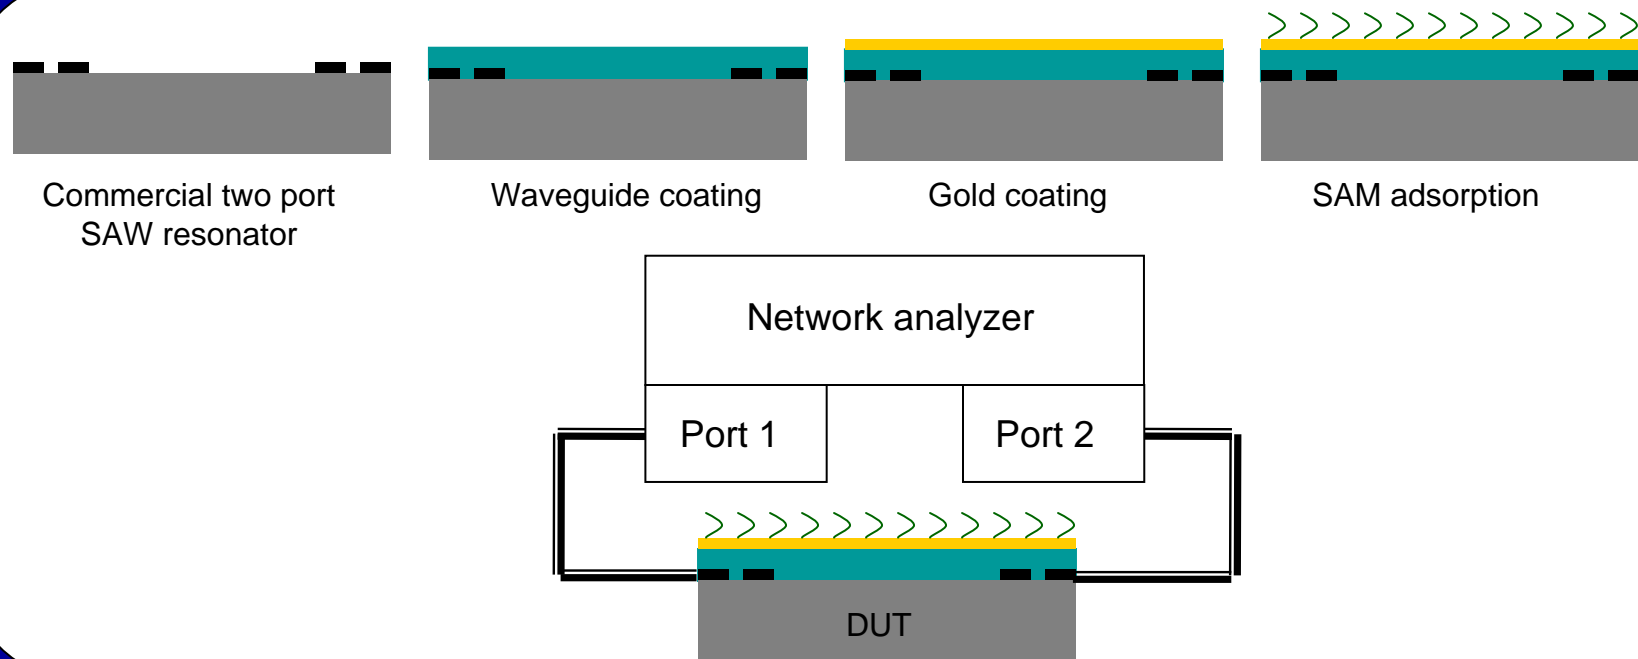 Commercial two port
SAW resonator
Waveguide coating
Gold coating
SAM adsorption
Network analyzer
Port 1
Port 2
DUT